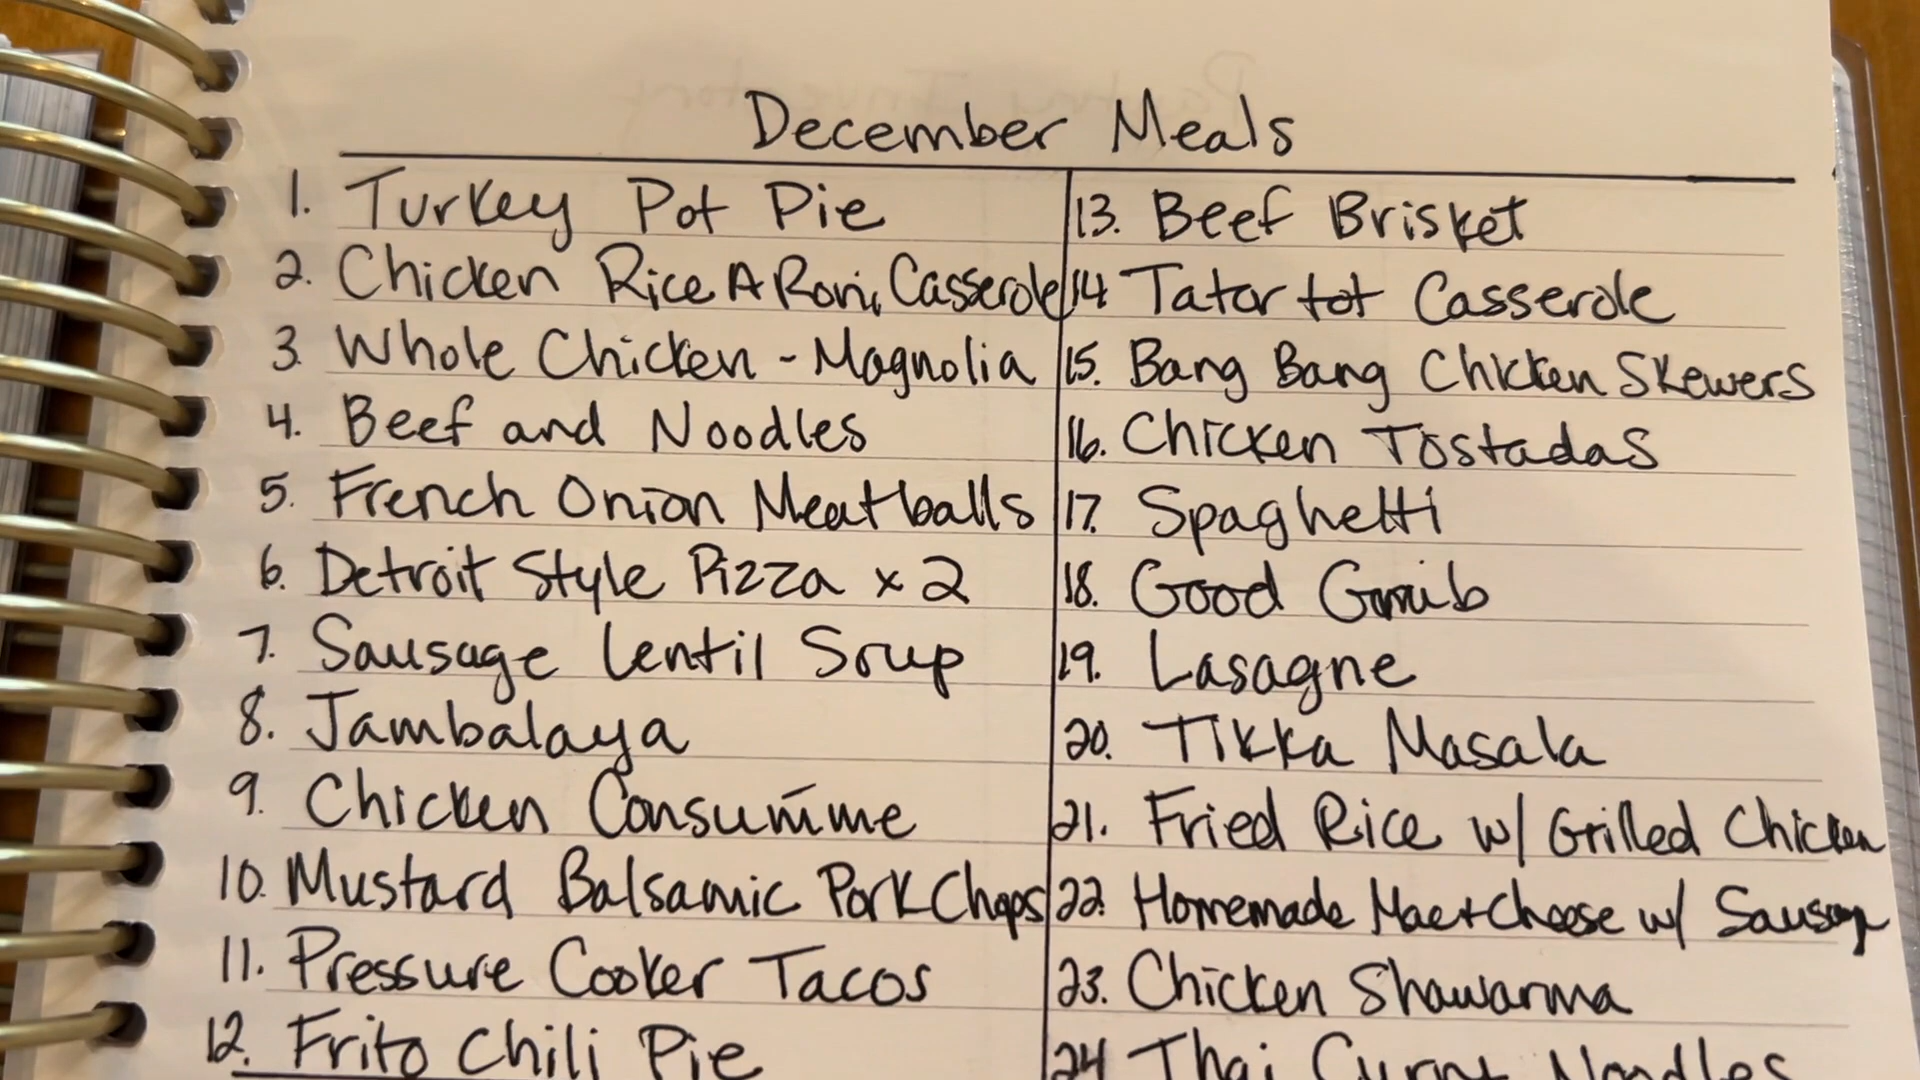 December Meals
1. Turkey Pot Pie
2. Chicken Rice A Roni Casserole
3. Whole Chicken - Magnolia
4. Beef and Noodles
5. French Onion Meatballs
6. Detroit Style Pizza x 2
7. Sausage Lentil Soup
8. Jambalaya
9. Chicken Consumme
10. Mustard Balsamic Pork Chops
11. Pressure Cooker Tacos
12. Frito Chili Pie
13. Beef Brisket
14 Tator tot Casserole
15. Bang Bang Chicken Skewers
16. Chicken Tostadas
17. Spaghetti
18. Good
19. Lasagne
20. Tikka Masala
21. Fried Rice w/ Grilled Chicken
22. Homemade Mac+Cheese w/ Sausage
23. Chicken Shawarma
24 Thai Curry Noodles